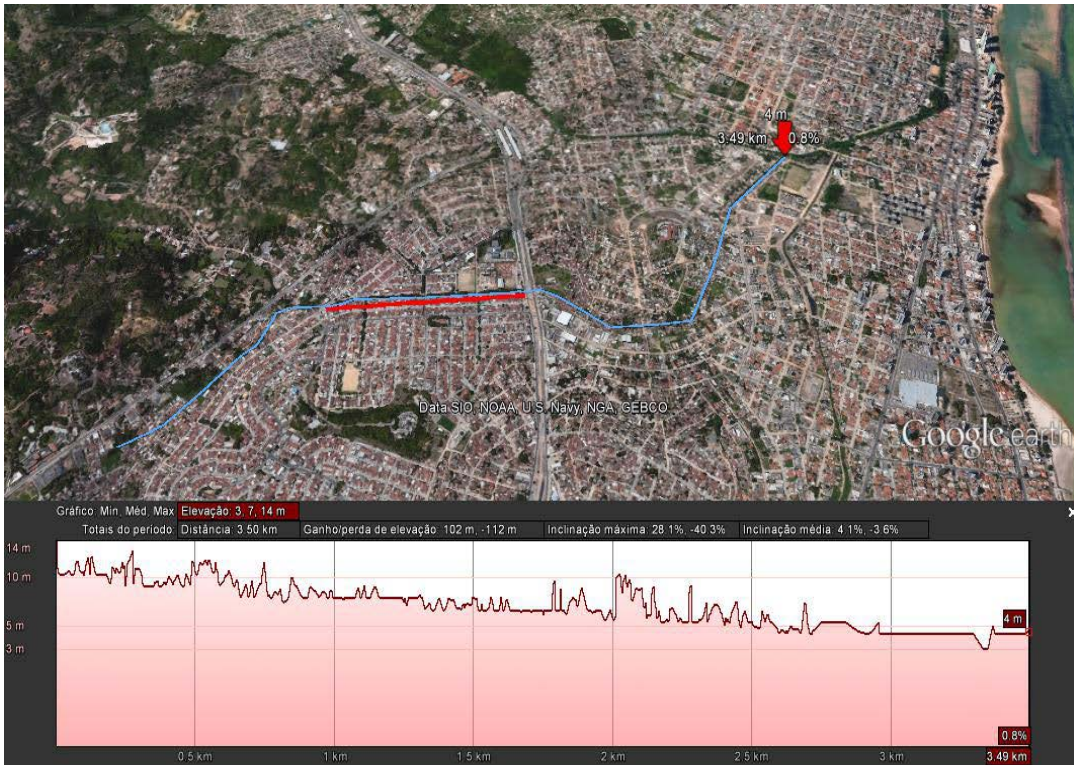 4 m
3.49 km 0.8%
Data SIO, NOAA, U.S. Navy, NGA, GEBCO
Google earth
Gráfico: Mín, Méd, Max Elevação: 3, 7, 14 m
Totais do período: Distância: 3.50 km Ganho/perda de elevação: 102 m, -112 m Inclinação máxima: 28.1%, -40.3% Inclinação média: 4.1%, -3.6%
14 m
10 m
5 m
4 m
3 m
0.8%
0.5 km 1 km 1.5 km 2 km 2.5 km 3 km 3.49 km